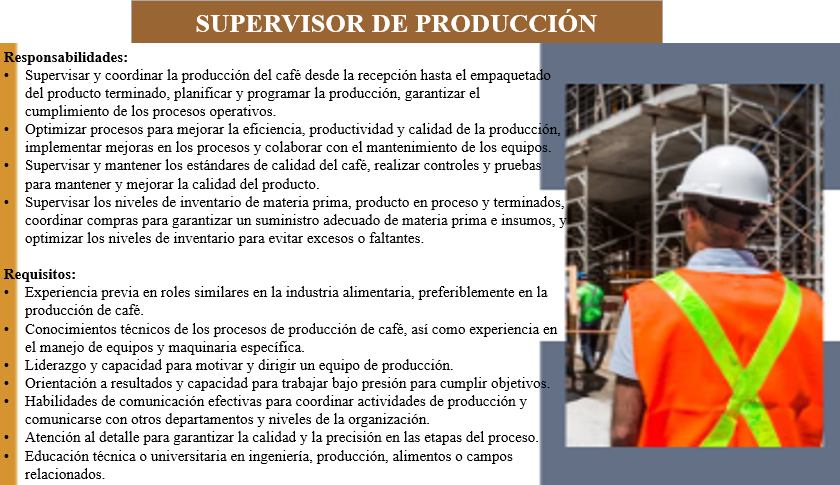 SUPERVISOR DE PRODUCCIÓN
Responsabilidades:
• Supervisar y coordinar la producción del café desde la recepción hasta el empaquetado
del producto terminado, planificar y programar la producción, garantizar el
cumplimiento de los procesos operativos.
• Optimizar procesos para mejorar la eficiencia, productividad y calidad de la producción,
implementar mejoras en los procesos y colaborar con el mantenimiento de los equipos.
• Supervisar y mantener los estándares de calidad del café, realizar controles y pruebas
para mantener y mejorar la calidad del producto.
• Supervisar los niveles de inventario de materia prima, producto en proceso y terminados,
coordinar compras para garantizar un suministro adecuado de materia prima e insumos, y
optimizar los niveles de inventario para evitar excesos o faltantes.
Requisitos:
• Experiencia previa en roles similares en la industria alimentaria, preferiblemente en la
producción de café.
• Conocimientos técnicos de los procesos de producción de café, así como experiencia en
el manejo de equipos y maquinaria específica.
• Liderazgo y capacidad para motivar y dirigir un equipo de producción.
• Orientación a resultados y capacidad para trabajar bajo presión para cumplir objetivos.
• Habilidades de comunicación efectivas para coordinar actividades de producción y
comunicarse con otros departamentos y niveles de la organización.
• Atención al detalle para garantizar la calidad y la precisión en las etapas del proceso.
• Educación técnica o universitaria en ingeniería, producción, alimentos o campos
relacionados.